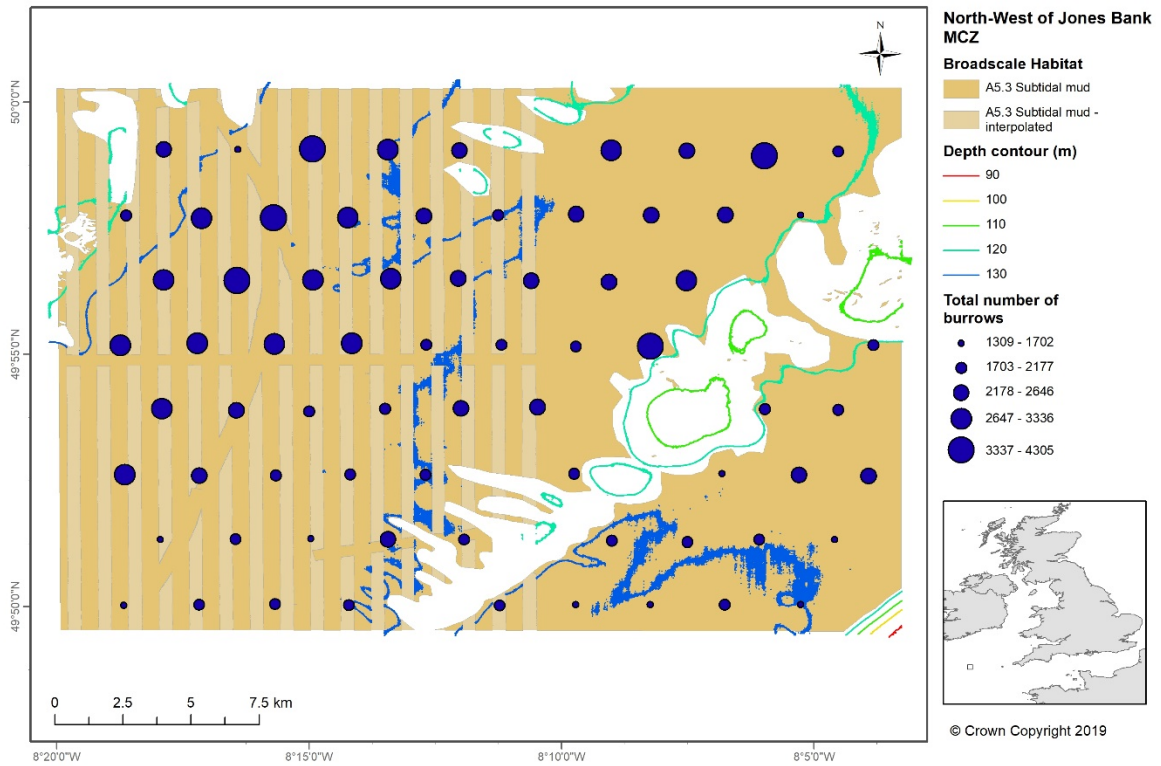 North-West of Jones Bank
MCZ
Broadscale Habitat
A5.3 Subtidal mud
A5.3 Subtidal mud -
interpolated
Depth contour (m)
90
100
110
120
130
Total number of
burrows
1309 - 1702
1703 - 2177
2178 - 2646
2647 - 3336
3337 - 4305
© Crown Copyright 2019
N
50°0'0"N
49°55'0"N
49°50'0"N
0 2.5 5 7.5 km
8°20'0"W 8°15'0"W 8°10'0"W 8°5'0"W